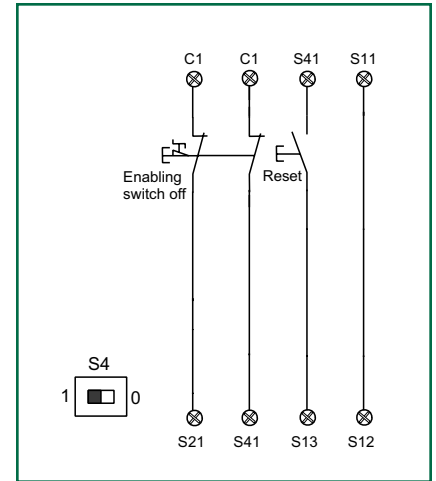 C1 C1 S41 S11
Enabling Reset
switch off
S4
1 0
S21 S41 S13 S12